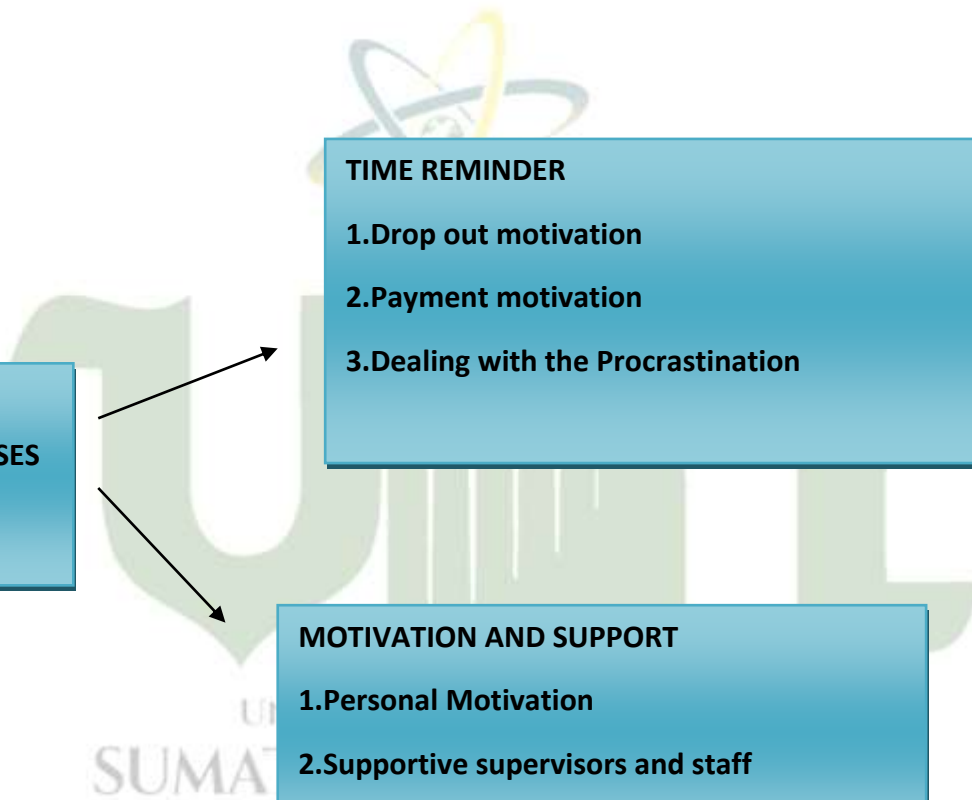 TIME REMINDER
1.Drop out motivation
2.Payment motivation
3.Dealing with the Procrastination
SES
MOTIVATION AND SUPPORT
1.Personal Motivation
2.Supportive supervisors and staff